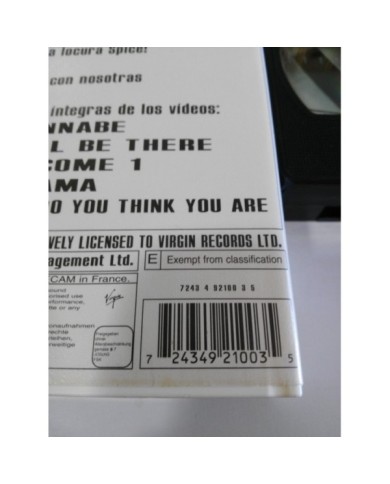 a locura Spice!
con nosotras
íntegras de los vídeos:
NNABE
L BE THERE
COME 1
AMA
O YOU THINK YOU ARE
VELY LICENSED TO VIRGIN RECORDS LTD.
agement Ltd.
E Exempt from classification
CAM in France.
7243 4 92100 3 5
Virgin
7 24349 21003 5